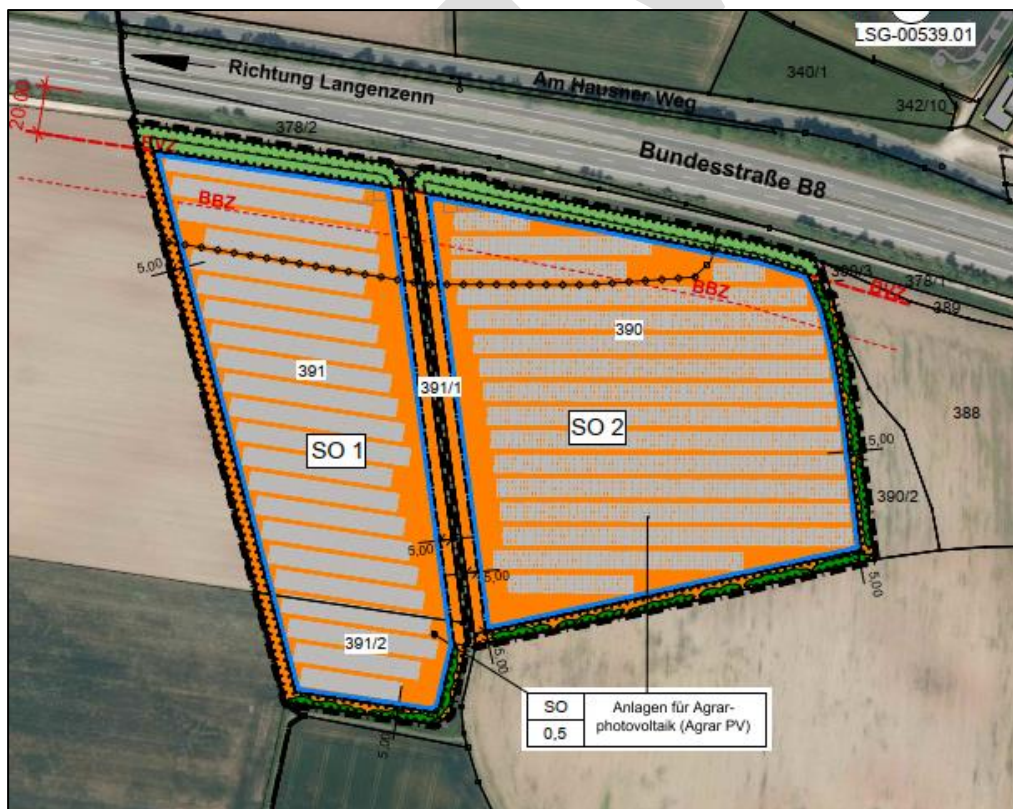 LSG-00539.01
340/1
342/10
Richtung Langenzenn
Am Hausner Weg
Bundesstraße B8
378/2
20,00
BVZ
BBZ
5,00
BBZ
378/1
BVZ
389
390
391
391/1
388
SO 1
SO 2
5,00
390/2
5,00
5,00
5,00
391/2
5,00
5,00
SO
0,5
Anlagen für Agrar-
photovoltaik (Agrar PV)